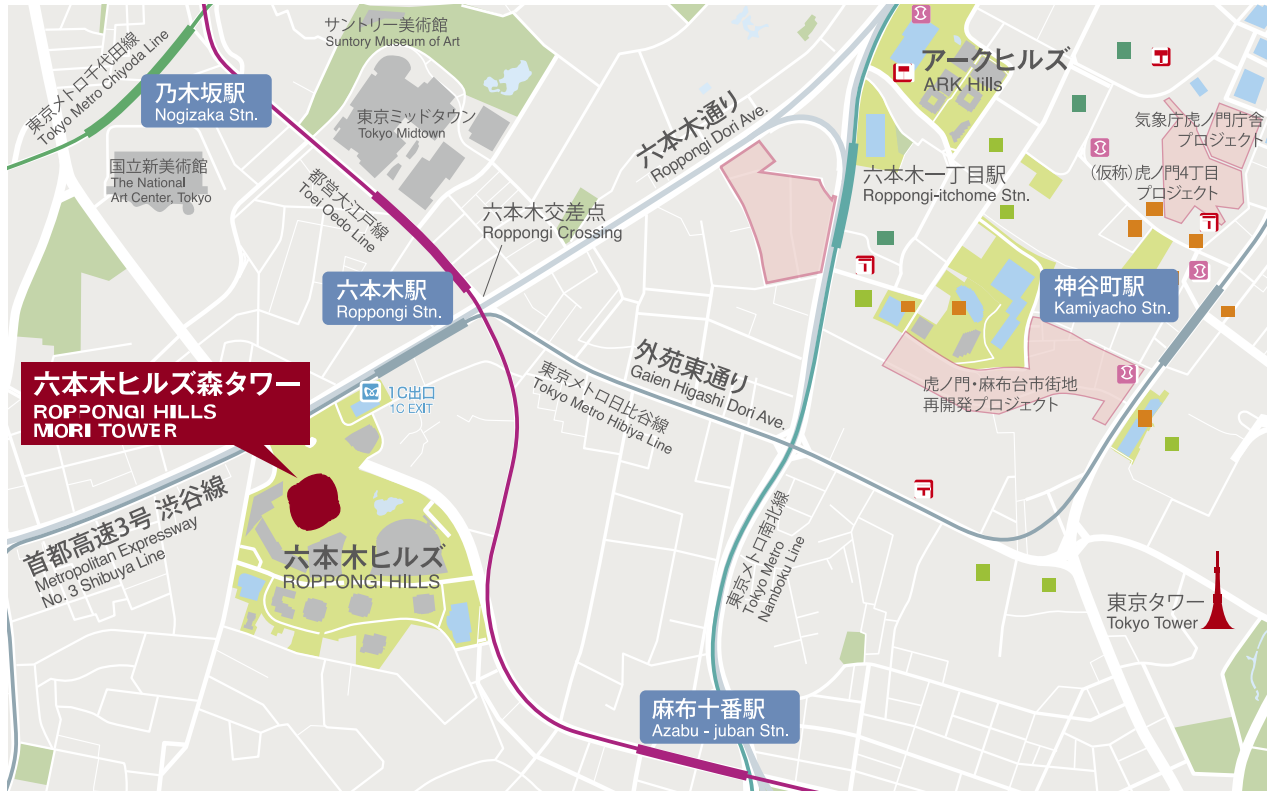 サントリー美術館
Suntory Museum of Art
東京メトロ千代田線
Tokyo Metro Chiyoda Line
乃木坂駅
Nogizaka Stn.
東京ミッドタウン
Tokyo Midtown
国立新美術館
The National
Art Center, Tokyo
都営大江戸線
Toei Oedo Line
六本木通り
Roppongi Dori Ave.
アークヒルズ
ARK Hills
気象庁虎ノ門庁舎
プロジェクト
(仮称)虎ノ門4丁目
プロジェクト
六本木一丁目駅
Roppongi-itchome Stn.
六本木交差点
Roppongi Crossing
六本木駅
Roppongi Stn.
神谷町駅
Kamiyacho Stn.
外苑東通り
Gaien Higashi Dori Ave.
東京メトロ日比谷線
Tokyo Metro Hibiya Line
虎ノ門・麻布台市街地
再開発プロジェクト
六本木ヒルズ森タワー
ROPPONGI HILLS
MORI TOWER
1C出口
1C EXIT
首都高速3号 渋谷線
Metropolitan Expressway
No. 3 Shibuya Line
六本木ヒルズ
ROPPONGI HILLS
東京メトロ南北線
Tokyo Metro
Namboku Line
東京タワー
Tokyo Tower
麻布十番駅
Azabu - juban Stn.